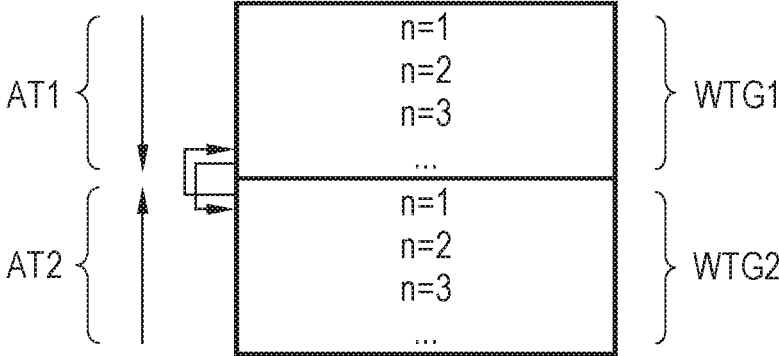 n=1
n=2
AT1 WTG1
n=3
...
n=1
n=2
AT2 WTG2
n=3
...